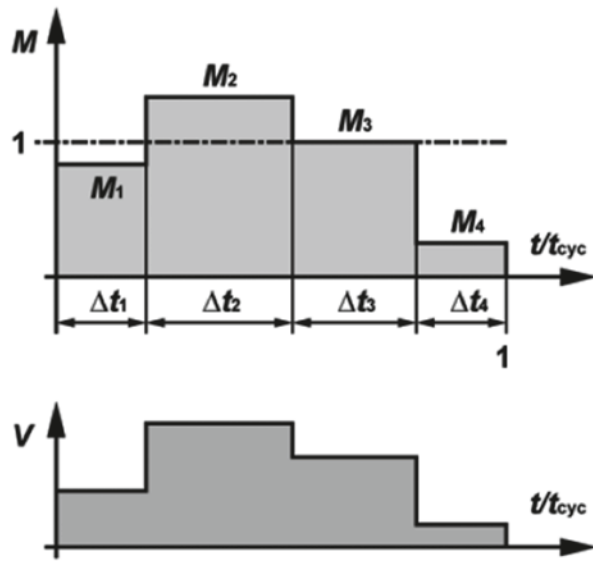 M
M₂
1
M₃
M₁
M₄
t/tcyc
Δt₁ Δt₂ Δt₃ Δt₄
1
V
t/tcyc